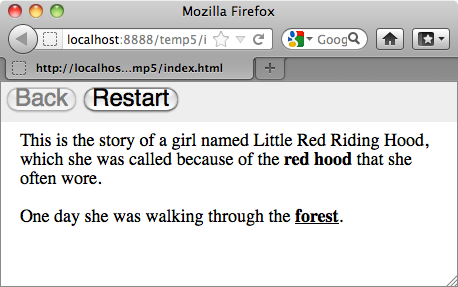 Mozilla Firefox
localhost:8888/temp5/i
Goog
http://localhos...mp5/index.html
Back Restart
This is the story of a girl named Little Red Riding Hood,
which she was called because of the red hood that she
often wore.
One day she was walking through the forest.